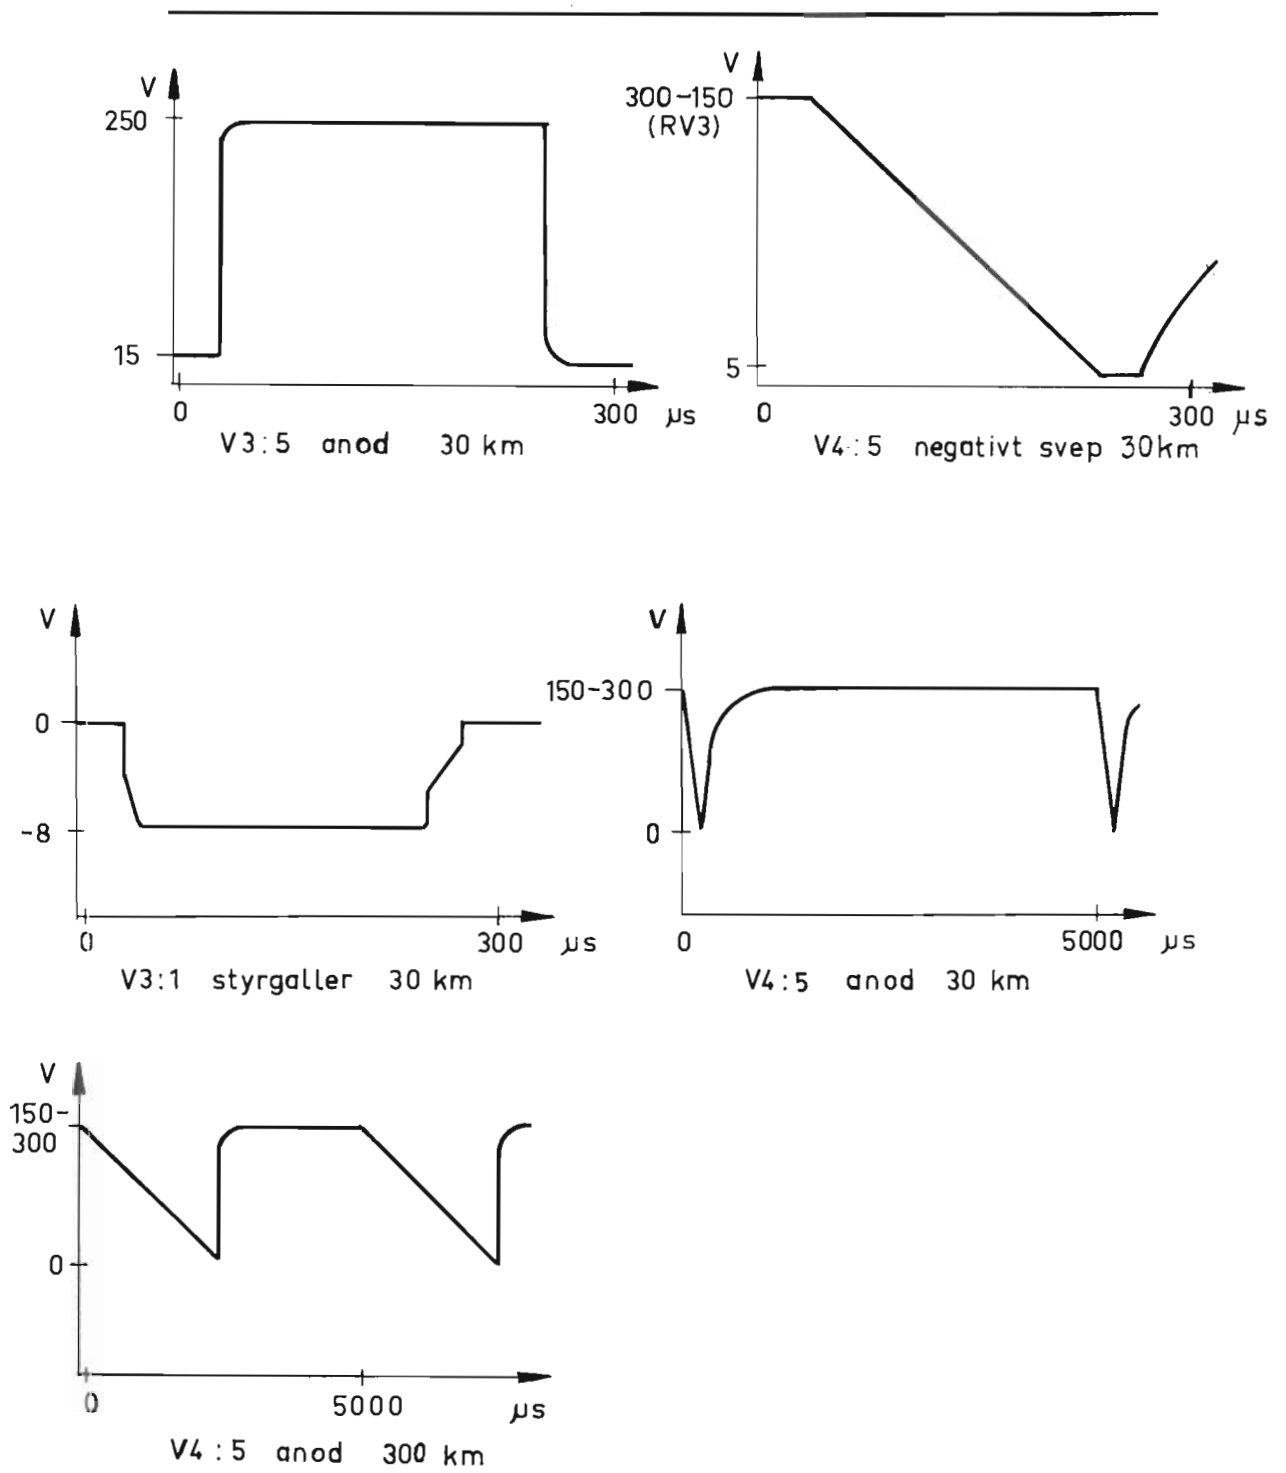 V
250
15
0 300 μs
V3:5 anod 30 km
V
300-150
(RV3)
5
0 300 μs
V4:5 negativt svep 30km
V
0
-8
0 300 μs
V3:1 styrgaller 30 km
V
150-300
0
0 5000 μs
V4:5 anod 30 km
V
150-
300
0
0 5000 μs
V4:5 anod 300 km